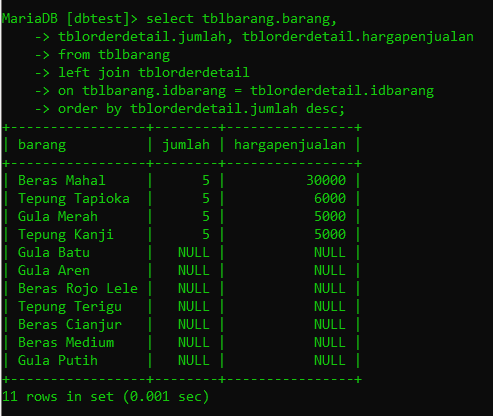 MariaDB [dbtest]> select tblbarang.barang,
    -> tblorderdetail.jumlah, tblorderdetail.hargapenjualan
    -> from tblbarang
    -> left join tblorderdetail
    -> on tblbarang.idbarang = tblorderdetail.idbarang
    -> order by tblorderdetail.jumlah desc;
+-----------------+--------+----------------+
| barang          | jumlah | hargapenjualan |
+-----------------+--------+----------------+
| Beras Mahal     |      5 |          30000 |
| Tepung Tapioka  |      5 |           6000 |
| Gula Merah      |      5 |           5000 |
| Tepung Kanji    |      5 |           5000 |
| Gula Batu       |   NULL |           NULL |
| Gula Aren       |   NULL |           NULL |
| Beras Rojo Lele |   NULL |           NULL |
| Tepung Terigu   |   NULL |           NULL |
| Beras Cianjur   |   NULL |           NULL |
| Beras Medium    |   NULL |           NULL |
| Gula Putih      |   NULL |           NULL |
+-----------------+--------+----------------+
11 rows in set (0.001 sec)